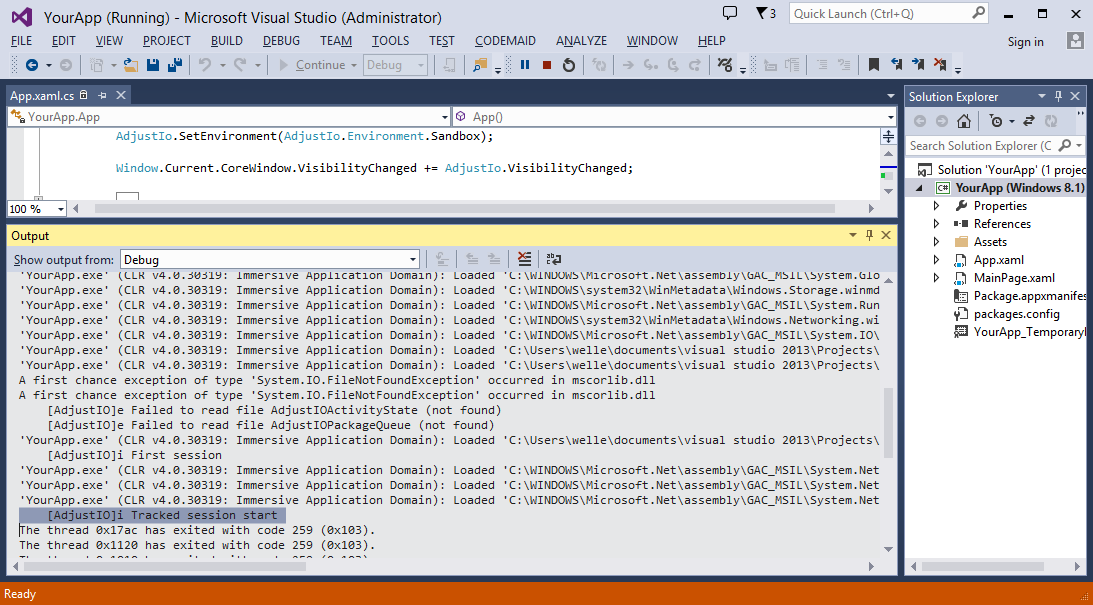 YourApp (Running) - Microsoft Visual Studio (Administrator)
3
Quick Launch (Ctrl+Q)
FILE EDIT VIEW PROJECT BUILD DEBUG TEAM TOOLS TEST CODEMAID ANALYZE WINDOW HELP
Sign in
Continue
Debug
App.xaml.cs
YourApp.App
App()
AdjustIo.SetEnvironment(AdjustIo.Environment.Sandbox);
Window.Current.CoreWindow.VisibilityChanged += AdjustIo.VisibilityChanged;
100 %
Output
Show output from: Debug
'YourApp.exe' (CLR v4.0.30319: Immersive Application Domain): Loaded 'C:\WINDOWS\Microsoft.Net\assembly\GAC_MSIL\System.Glo
'YourApp.exe' (CLR v4.0.30319: Immersive Application Domain): Loaded 'C:\WINDOWS\system32\WinMetadata\Windows.Storage.winmd
'YourApp.exe' (CLR v4.0.30319: Immersive Application Domain): Loaded 'C:\WINDOWS\Microsoft.Net\assembly\GAC_MSIL\System.Run
'YourApp.exe' (CLR v4.0.30319: Immersive Application Domain): Loaded 'C:\WINDOWS\system32\WinMetadata\Windows.Networking.wi
'YourApp.exe' (CLR v4.0.30319: Immersive Application Domain): Loaded 'C:\WINDOWS\Microsoft.Net\assembly\GAC_MSIL\System.IO\
'YourApp.exe' (CLR v4.0.30319: Immersive Application Domain): Loaded 'C:\Users\welle\documents\visual studio 2013\Projects\
'YourApp.exe' (CLR v4.0.30319: Immersive Application Domain): Loaded 'C:\Users\welle\documents\visual studio 2013\Projects\
A first chance exception of type 'System.IO.FileNotFoundException' occurred in mscorlib.dll
A first chance exception of type 'System.IO.FileNotFoundException' occurred in mscorlib.dll
[AdjustIO]e Failed to read file AdjustIOActivityState (not found)
[AdjustIO]e Failed to read file AdjustIOPackageQueue (not found)
'YourApp.exe' (CLR v4.0.30319: Immersive Application Domain): Loaded 'C:\Users\welle\documents\visual studio 2013\Projects\
[AdjustIO]i First session
'YourApp.exe' (CLR v4.0.30319: Immersive Application Domain): Loaded 'C:\WINDOWS\Microsoft.Net\assembly\GAC_MSIL\System.Net
'YourApp.exe' (CLR v4.0.30319: Immersive Application Domain): Loaded 'C:\WINDOWS\Microsoft.Net\assembly\GAC_MSIL\System.Net
'YourApp.exe' (CLR v4.0.30319: Immersive Application Domain): Loaded 'C:\WINDOWS\Microsoft.Net\assembly\GAC_MSIL\System.Net
[AdjustIO]i Tracked session start
The thread 0x17ac has exited with code 259 (0x103).
The thread 0x1120 has exited with code 259 (0x103).
Solution Explorer
Search Solution Explorer (C
Solution 'YourApp' (1 projec
C# YourApp (Windows 8.1)
Properties
References
Assets
App.xaml
MainPage.xaml
Package.appxmanifes
packages.config
YourApp_Temporaryl
Ready